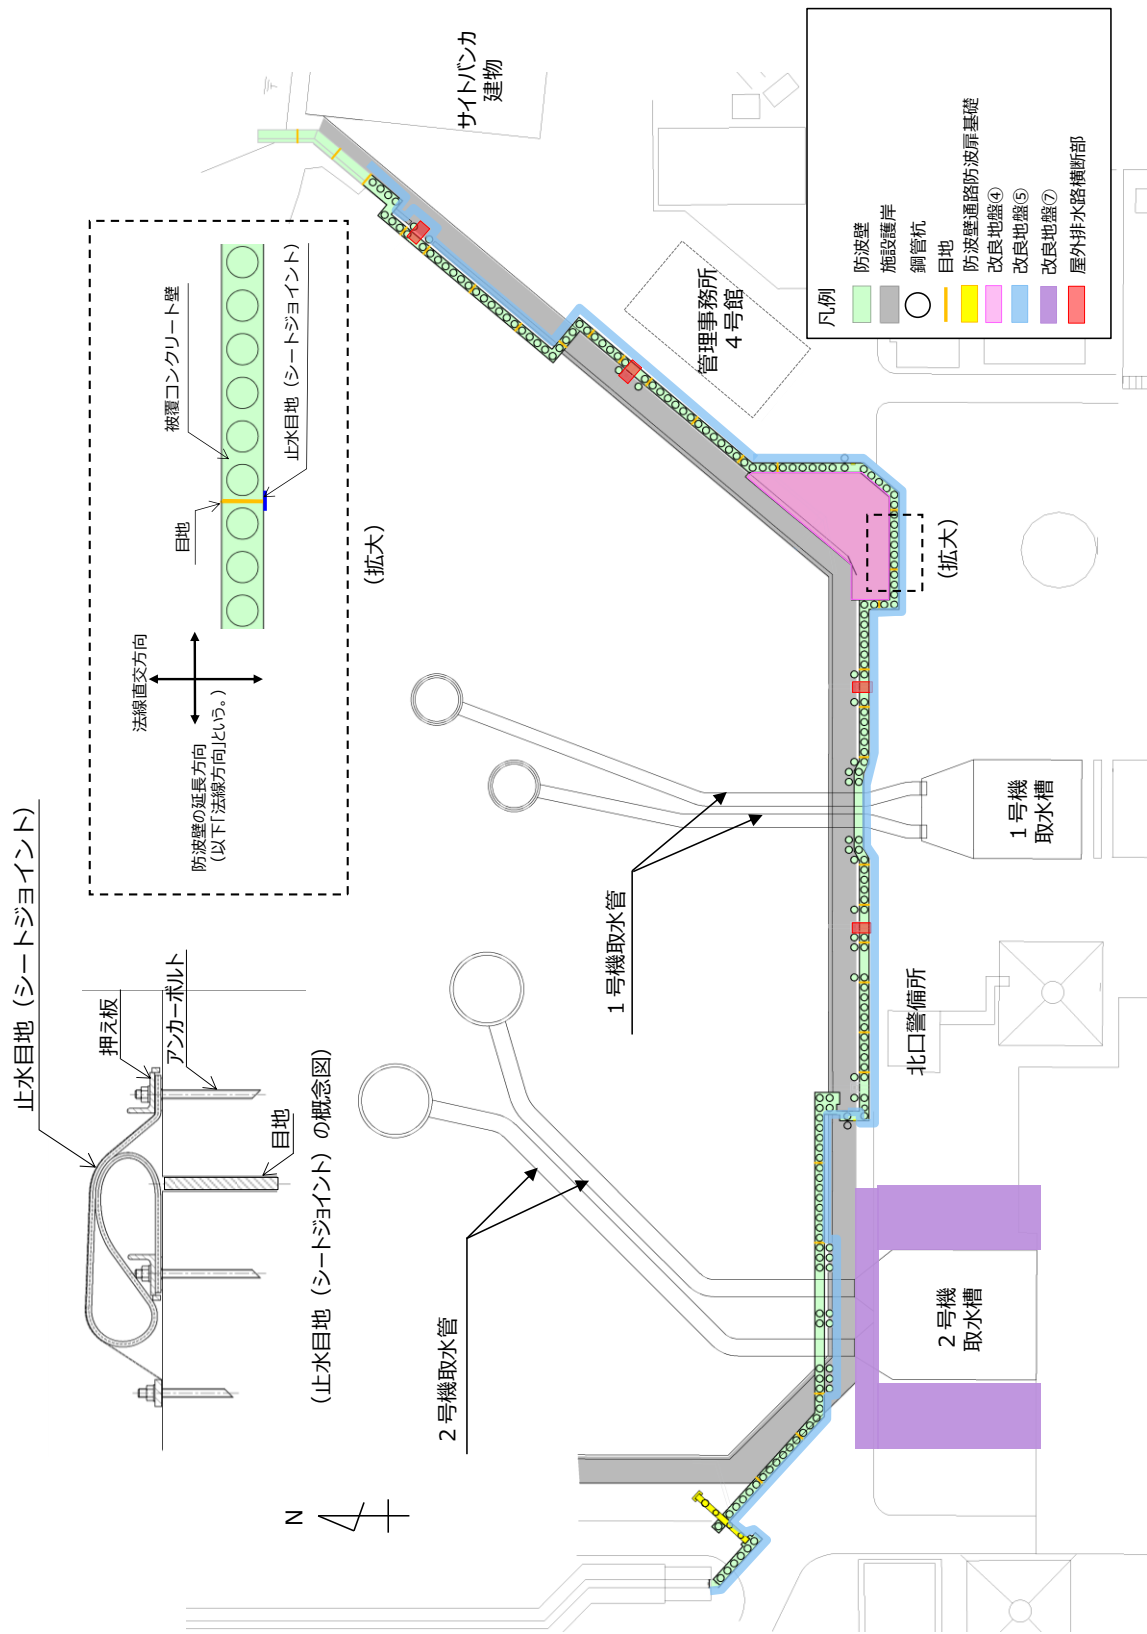 止水目地（シートジョイント）
押え板
アンカーボルト
目地
（止水目地（シートジョイント）の概念図）
法線直交方向
防波壁の延長方向
（以下「法線方向」という。）
目地
被覆コンクリート壁
止水目地（シートジョイント）
（拡大）
N
2号機取水管
1号機取水管
サイトバンカ
建物
管理事務所
4号館
（拡大）
1号機
取水槽
北口警備所
2号機
取水槽
凡例
防波壁
施設護岸
鋼管杭
目地
防波壁通路防波扉基礎
改良地盤④
改良地盤⑤
改良地盤⑦
屋外排水路横断部